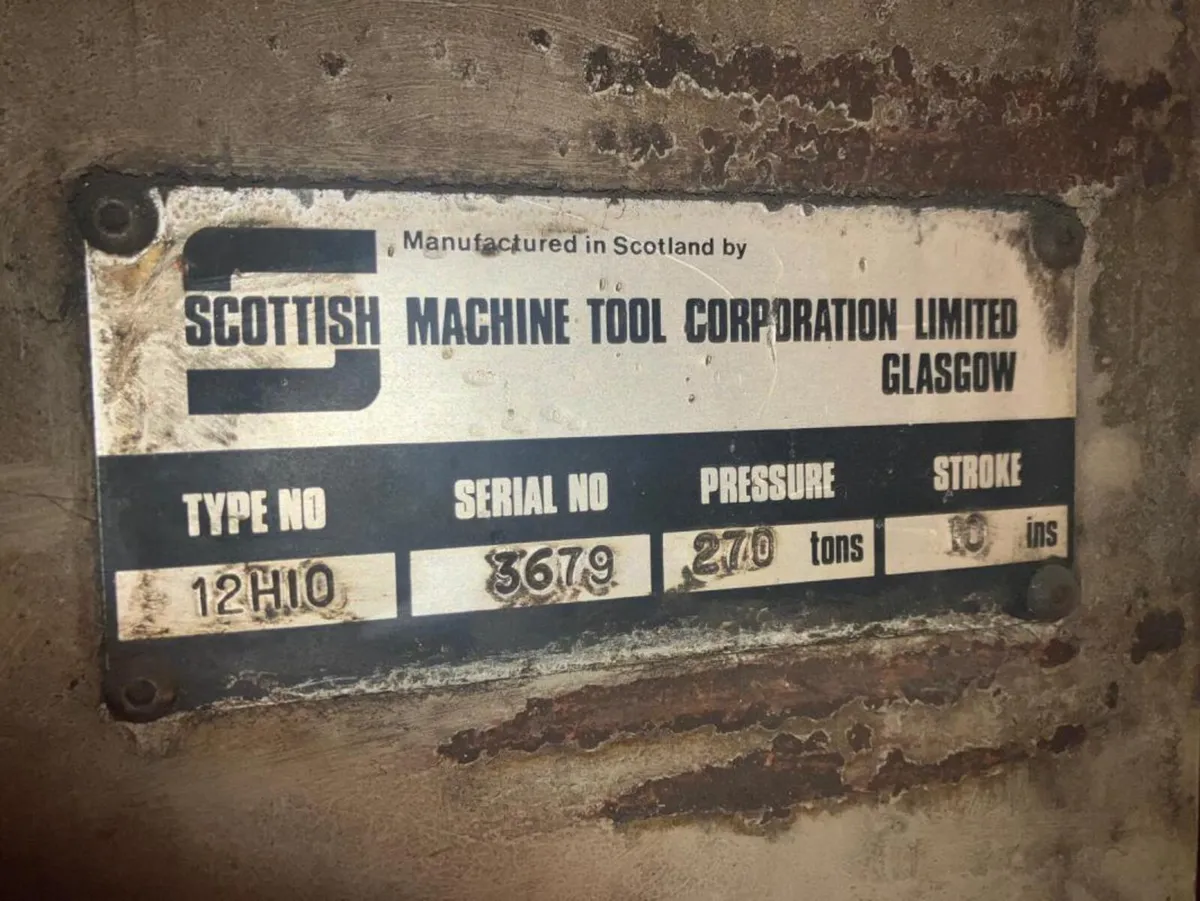 Manufactured in Scotland by
SCOTTISH MACHINE TOOL CORPORATION LIMITED
GLASGOW
TYPE NO SERIAL NO PRESSURE STROKE
12H10 3679 270 tons 10 ins